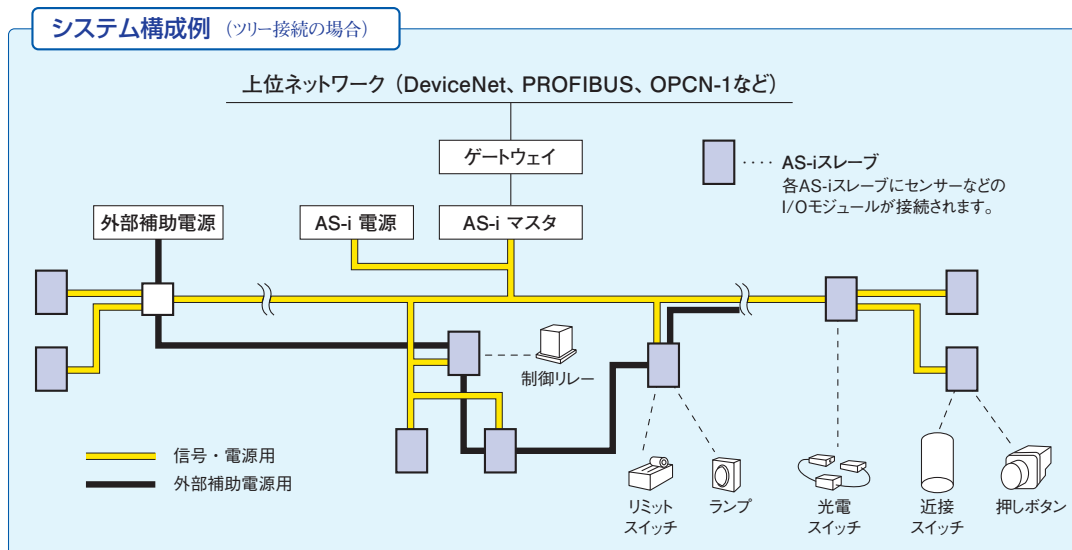 システム構成例 (ツリー接続の場合)
上位ネットワーク (DeviceNet、PROFIBUS、OPCN-1など)
ゲートウェイ
‥‥ AS-iスレーブ
各AS-iスレーブにセンサーなどの
I/Oモジュールが接続されます。
外部補助電源
AS-i 電源
AS-i マスタ
制御リレー
信号・電源用
外部補助電源用
リミット
スイッチ
ランプ
光電
スイッチ
近接
スイッチ
押しボタン